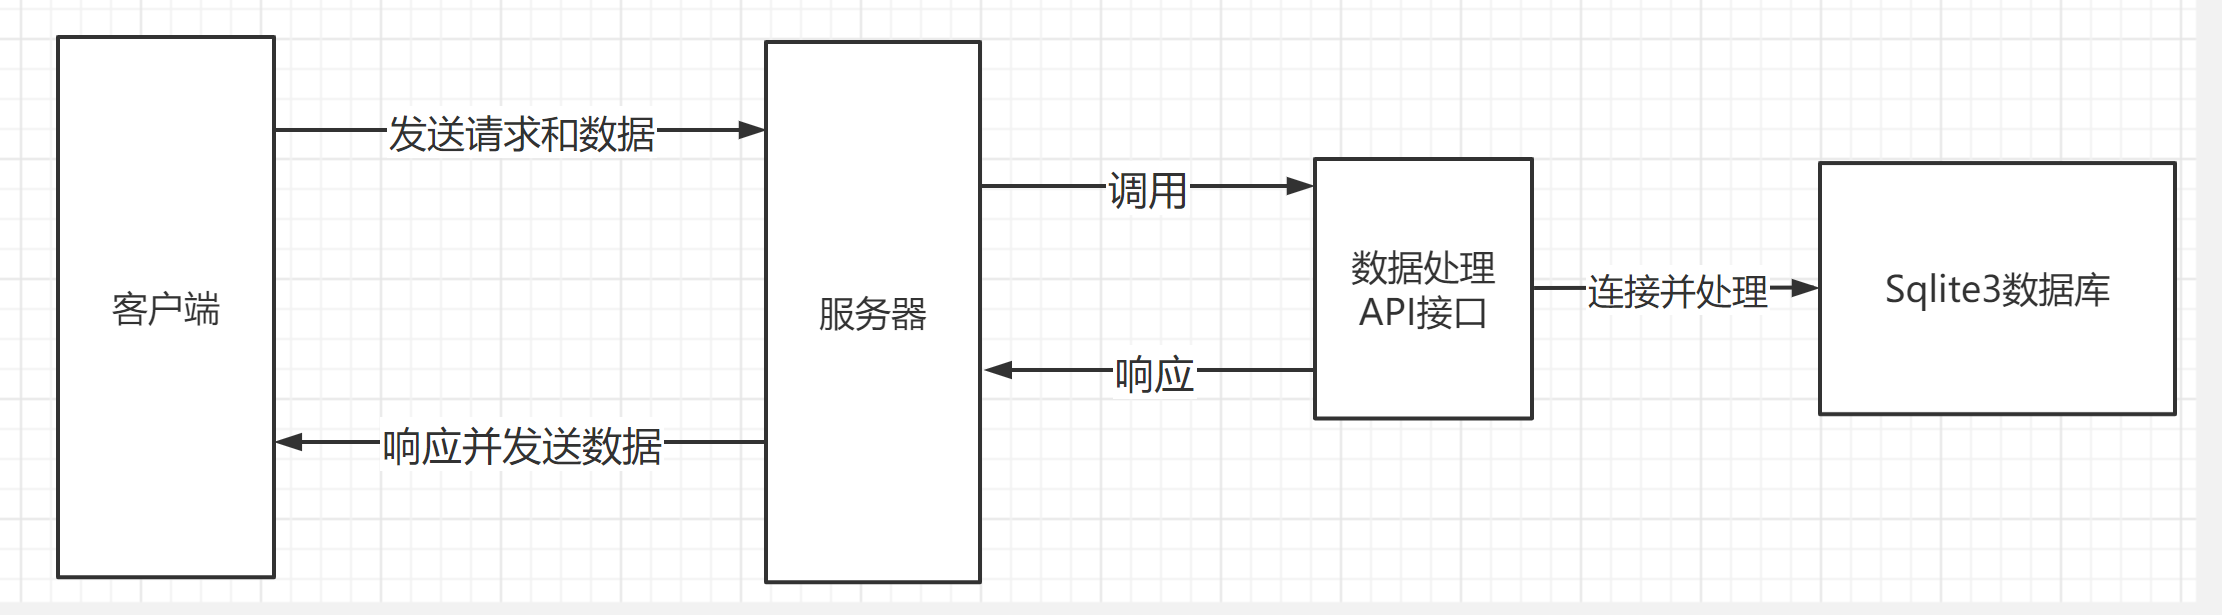 发送请求和数据
调用
数据处理
API接口
连接并处理
Sqlite3数据库
客户端
服务器
响应
响应并发送数据